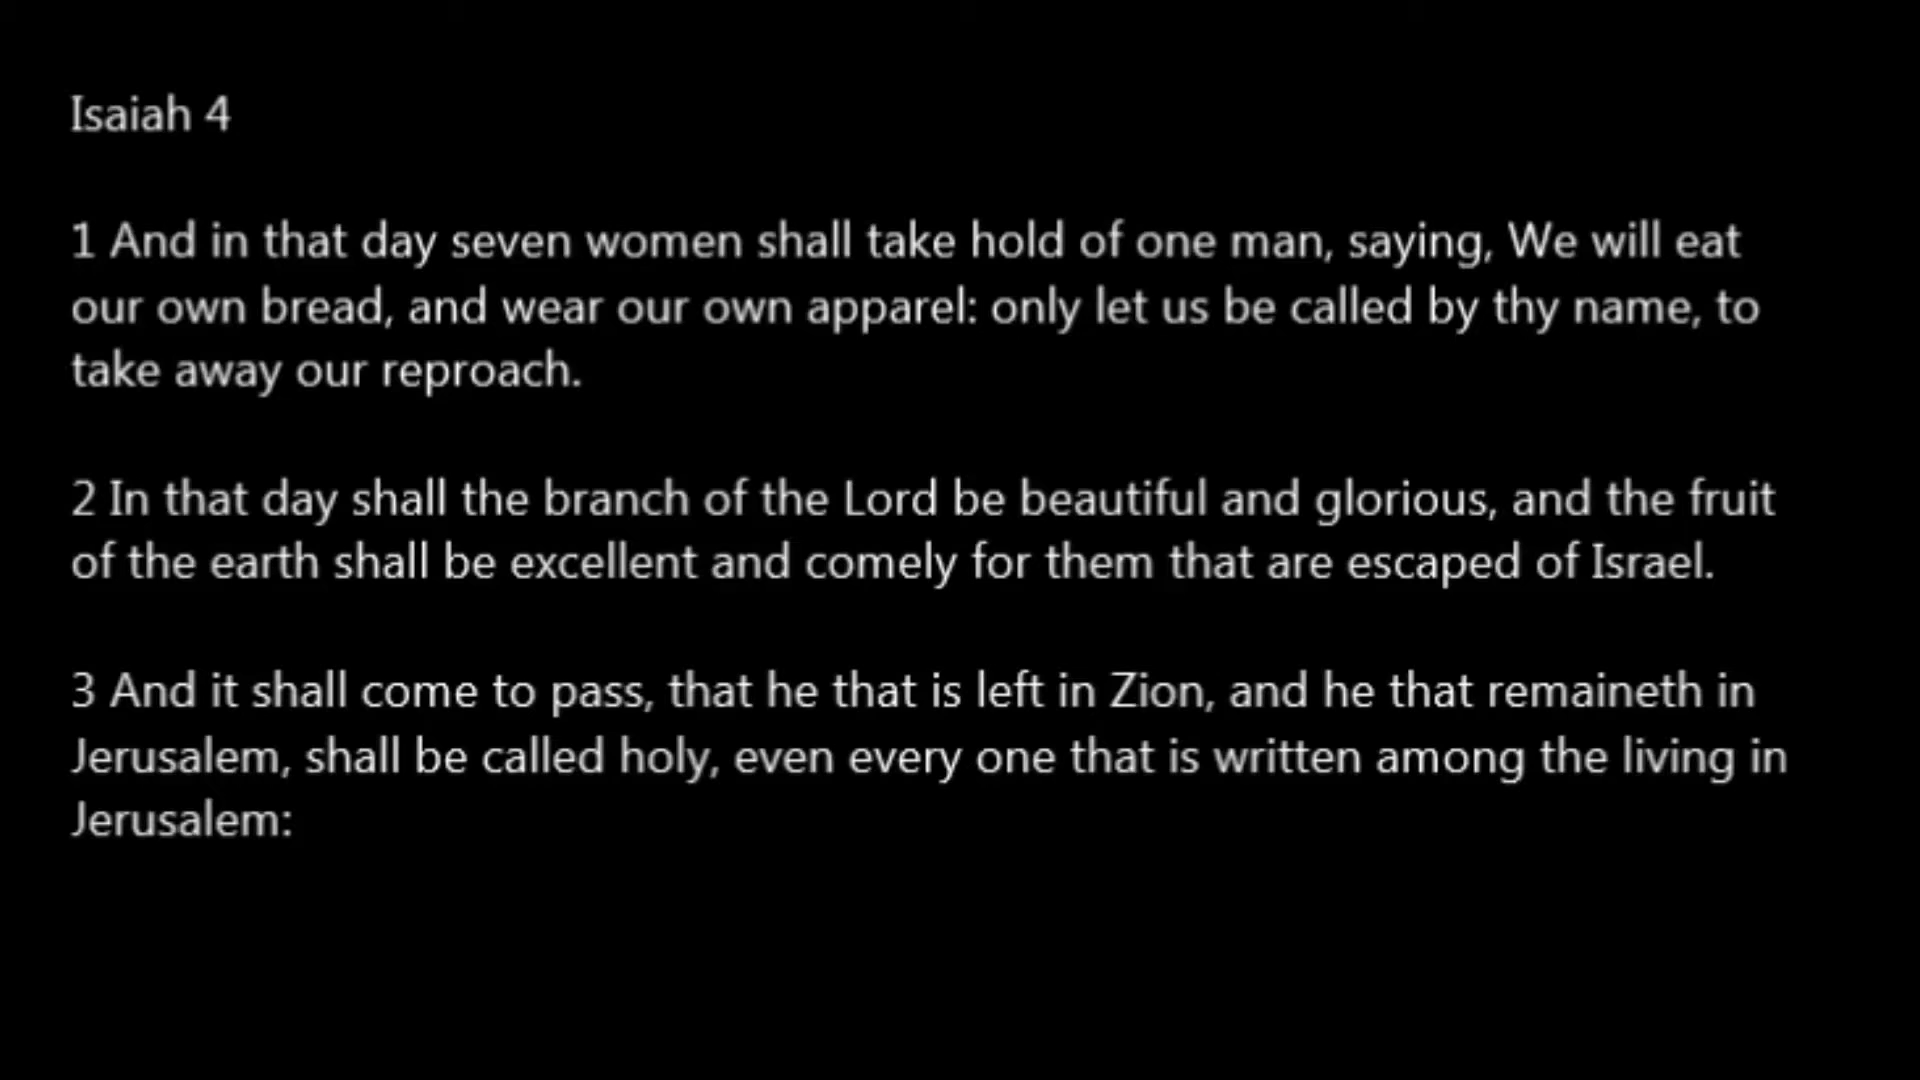 Isaiah 4
1 And in that day seven women shall take hold of one man, saying, We will eat
our own bread, and wear our own apparel: only let us be called by thy name, to
take away our reproach.
2 In that day shall the branch of the Lord be beautiful and glorious, and the fruit
of the earth shall be excellent and comely for them that are escaped of Israel.
3 And it shall come to pass, that he that is left in Zion, and he that remaineth in
Jerusalem, shall be called holy, even every one that is written among the living in
Jerusalem: